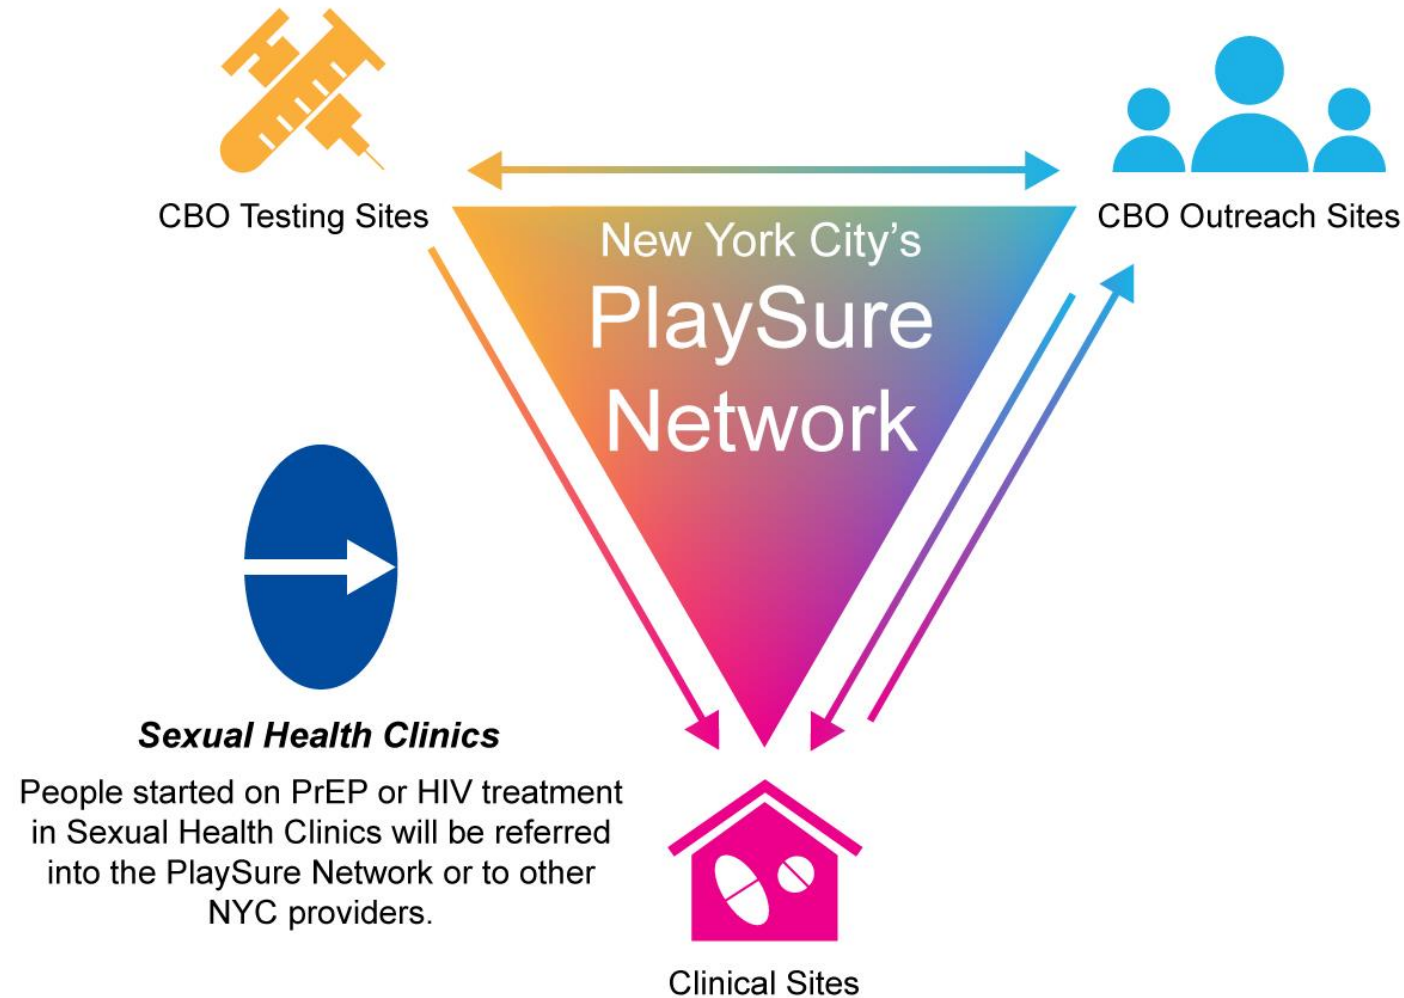 CBO Testing Sites
CBO Outreach Sites
New York City’s
PlaySure
Network
Sexual Health Clinics
People started on PrEP or HIV treatment
in Sexual Health Clinics will be referred
into the PlaySure Network or to other
NYC providers.
Clinical Sites